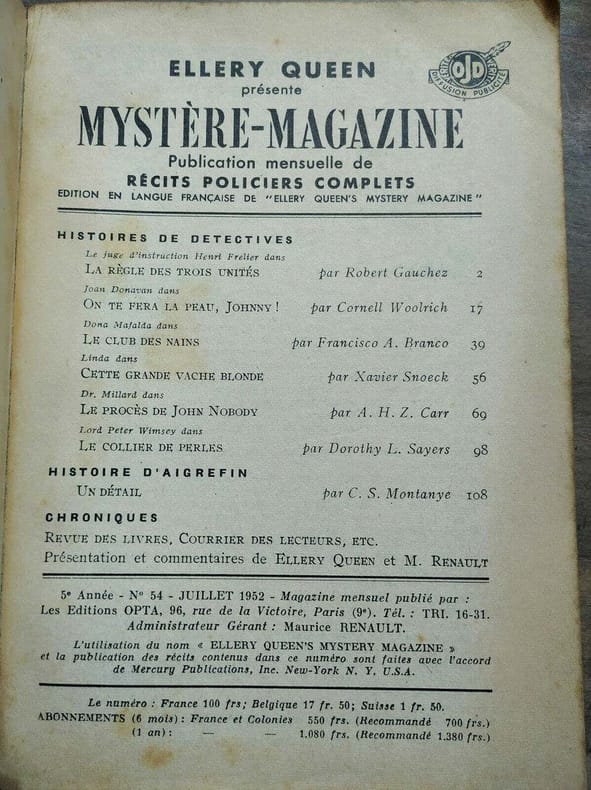 ELLERY QUEEN
présente
MYSTÈRE-MAGAZINE
Publication mensuelle de
RÉCITS POLICIERS COMPLETS
EDITION EN LANGUE FRANÇAISE DE "ELLERY QUEEN'S MYSTERY MAGAZINE"
OJD
DIFFUSION PUBLICITÉ
HISTOIRES DE DETECTIVES
Le juge d'instruction Henri Frelier dans
LA RÈGLE DES TROIS UNITÉS par Robert Gauchez 2
Joan Donavan dans
ON TE FERA LA PEAU, JOHNNY ! par Cornell Woolrich 17
Dona Mafalda dans
LE CLUB DES NAINS par Francisco A. Branco 39
Linda dans
CETTE GRANDE VACHE BLONDE par Xavier Snoeck 56
Dr. Millard dans
LE PROCÈS DE JOHN NOBODY par A. H. Z. Carr 69
Lord Peter Wimsey dans
LE COLLIER DE PERLES par Dorothy L. Sayers 98
HISTOIRE D'AIGREFIN
UN DÉTAIL par C. S. Montanye 108
CHRONIQUES
REVUE DES LIVRES, COURRIER DES LECTEURS, ETC.
Présentation et commentaires de ELLERY QUEEN et M. RENAULT
5e Année - N° 54 - JUILLET 1952 - Magazine mensuel publié par :
Les Editions OPTA, 96, rue de la Victoire, Paris (9e). Tél. : TRI. 16-31.
Administrateur Gérant : Maurice RENAULT.
L'utilisation du nom « ELLERY QUEEN'S MYSTERY MAGAZINE »
et la publication des récits contenus dans ce numéro sont faites avec l'accord
de Mercury Publications, Inc. New-York N. Y. U.S.A.
Le numéro : France 100 frs ; Belgique 17 fr. 50 ; Suisse 1 fr. 50.
ABONNEMENTS (6 mois) : France et Colonies 550 frs. (Recommandé 700 frs.)
(1 an) : — — 1.080 frs. (Recommandé 1.380 frs.)